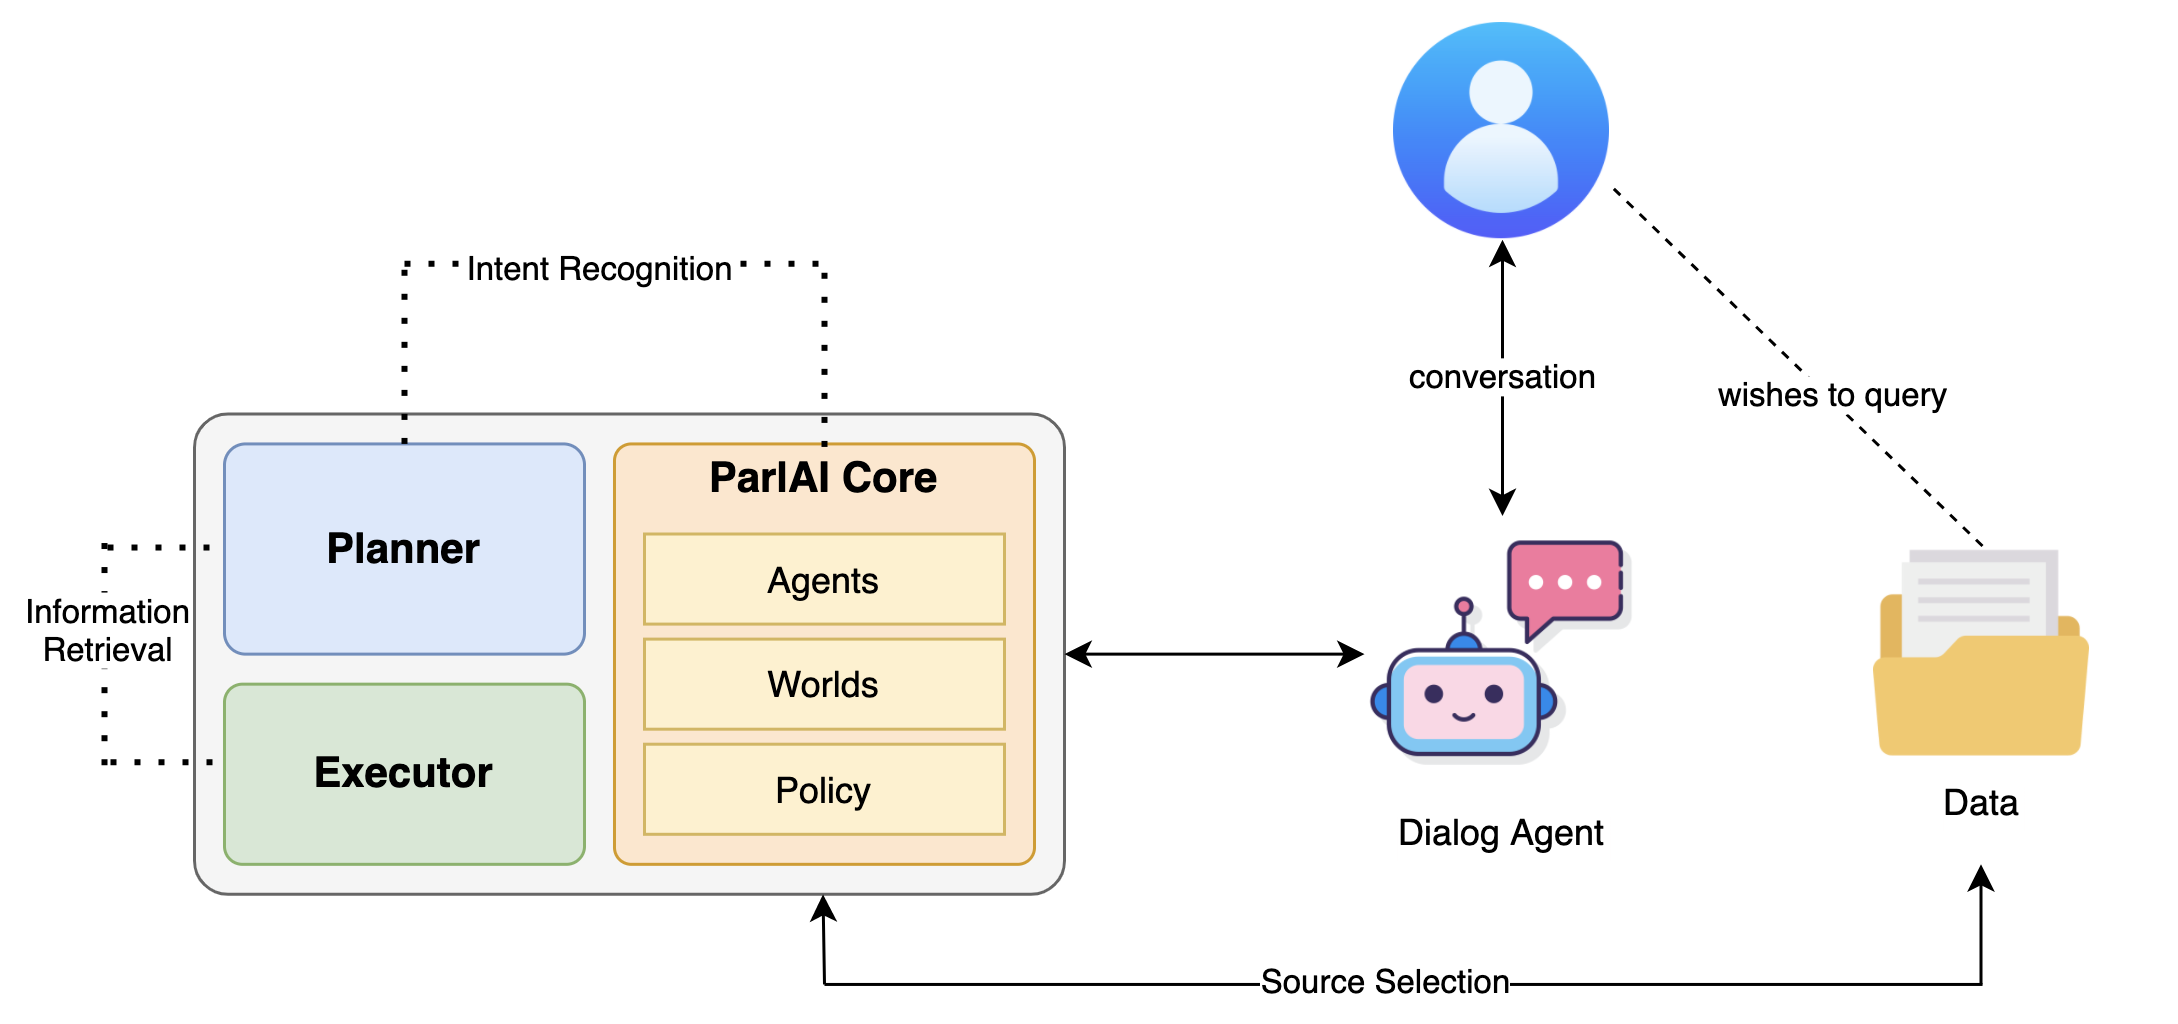 Intent Recognition
conversation
wishes to query
ParlAI Core
Planner
Agents
Information
Retrieval
Worlds
Executor
Policy
Dialog Agent
Data
Source Selection